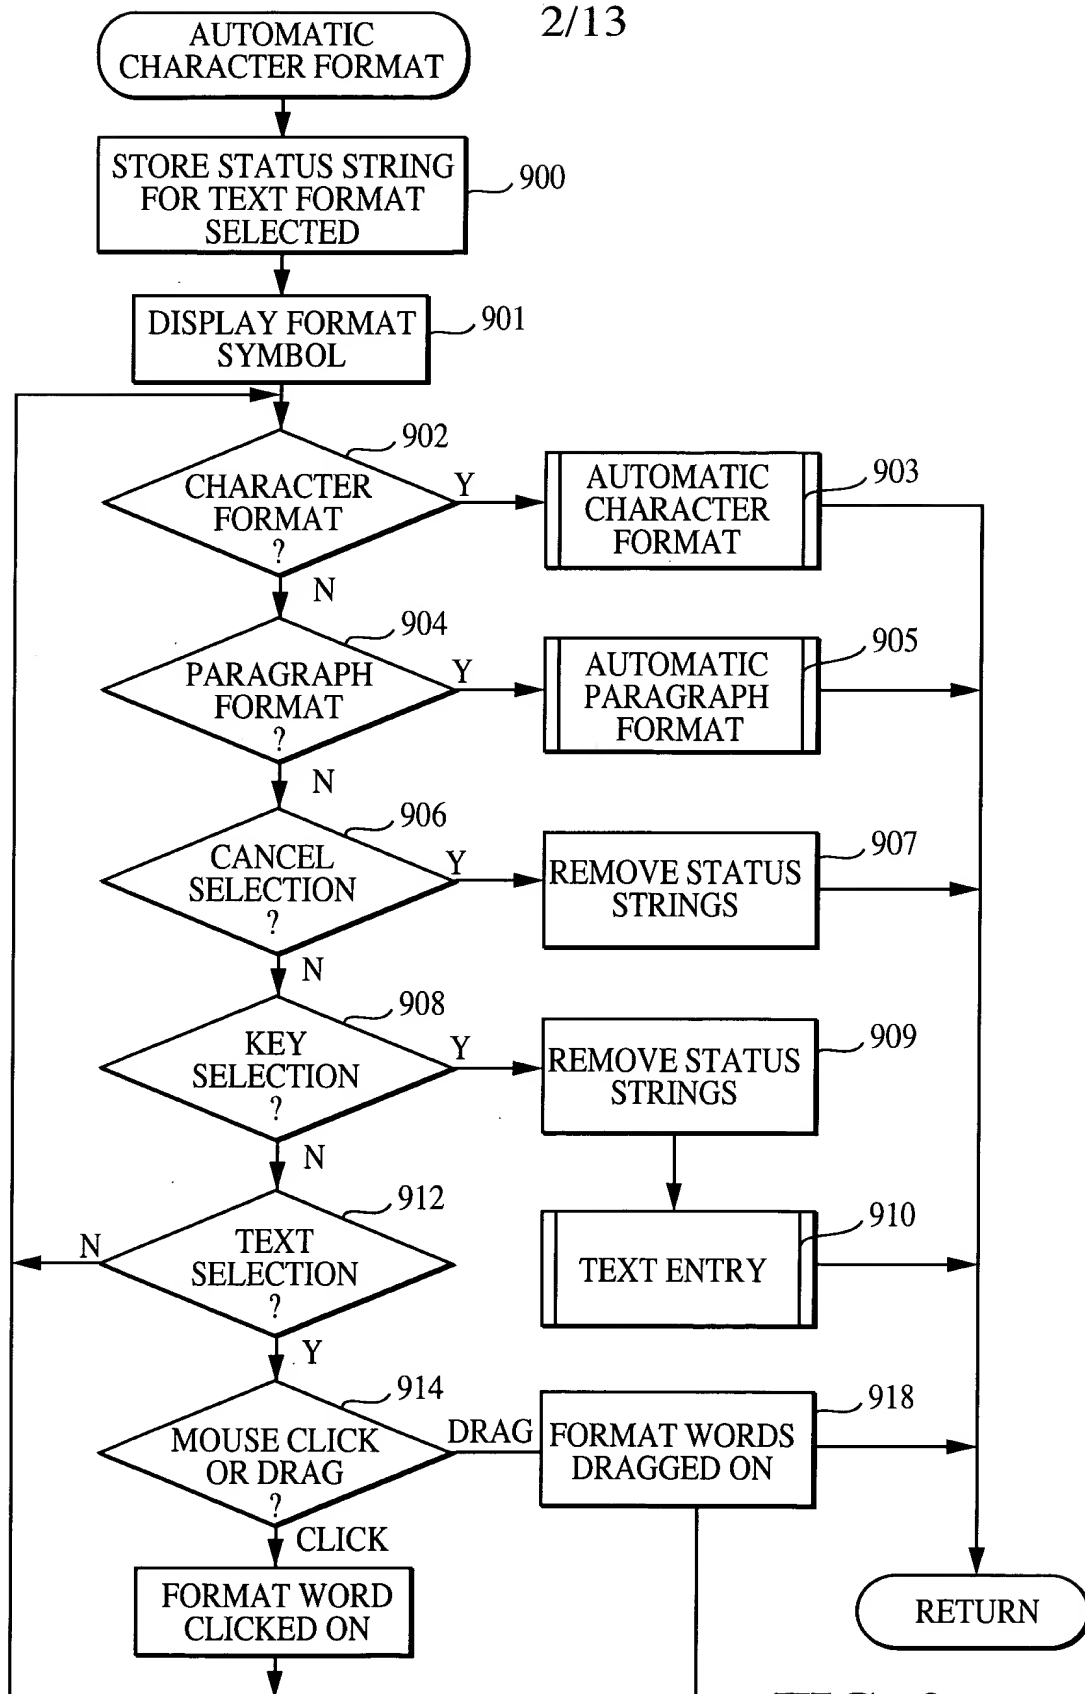 2/13
AUTOMATIC
CHARACTER FORMAT
STORE STATUS STRING
FOR TEXT FORMAT
SELECTED
900
DISPLAY FORMAT
SYMBOL
901
CHARACTER
FORMAT
?
902
Y
N
AUTOMATIC
CHARACTER
FORMAT
903
PARAGRAPH
FORMAT
?
904
Y
N
AUTOMATIC
PARAGRAPH
FORMAT
905
CANCEL
SELECTION
?
906
Y
N
REMOVE STATUS
STRINGS
907
KEY
SELECTION
?
908
Y
N
REMOVE STATUS
STRINGS
909
TEXT
SELECTION
?
912
N
Y
TEXT ENTRY
910
MOUSE CLICK
OR DRAG
?
914
DRAG
CLICK
FORMAT WORDS
DRAGGED ON
918
FORMAT WORD
CLICKED ON
RETURN